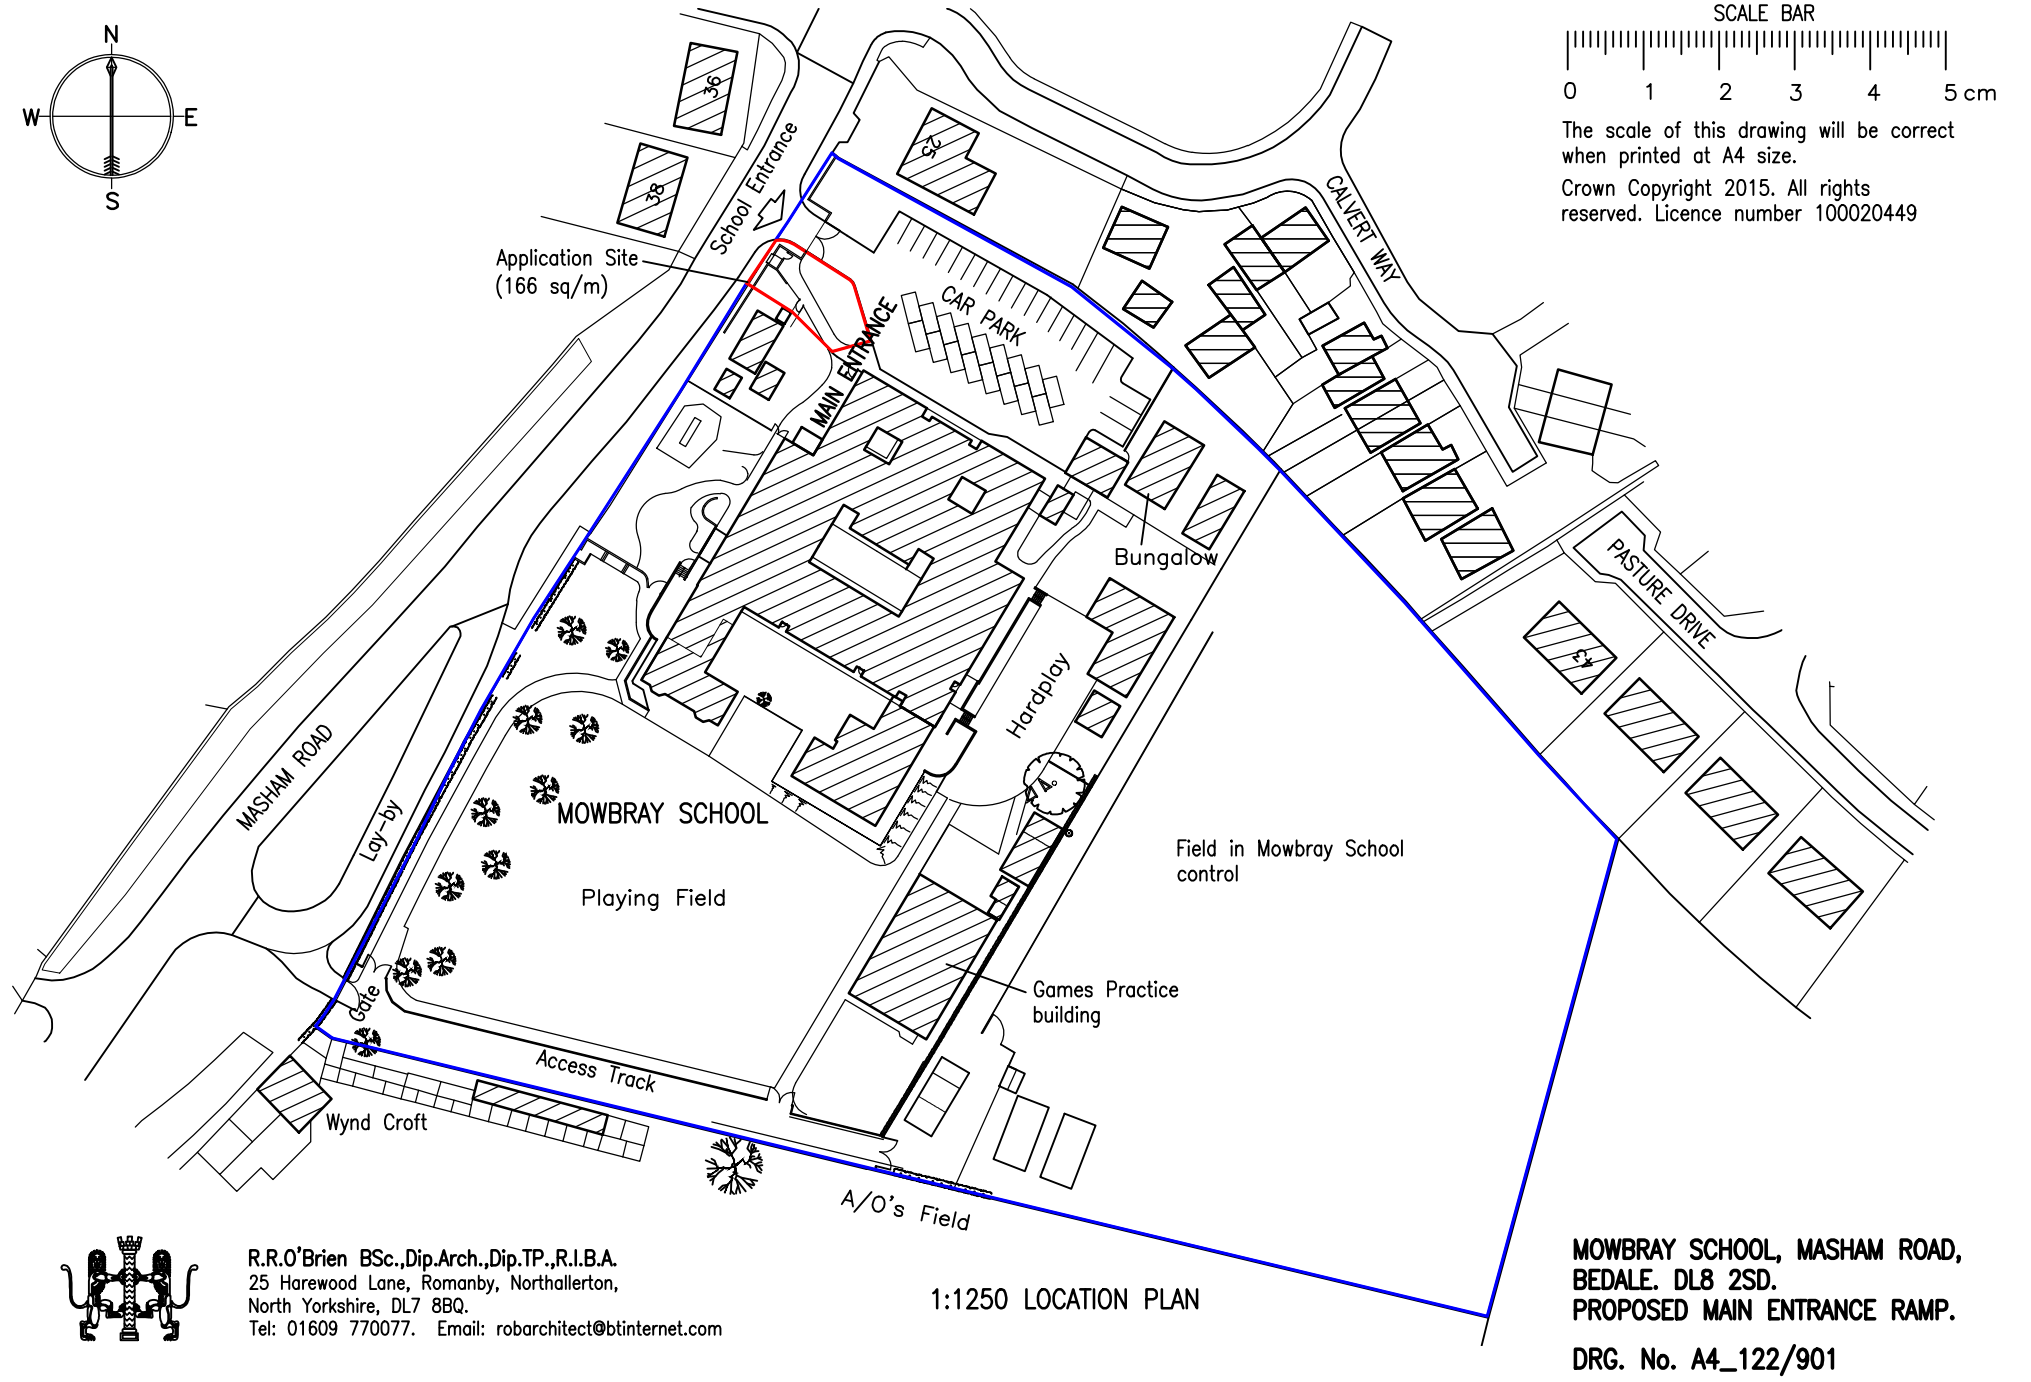 N
W
E
S
36
38
25
School Entrance
Application Site
(166 sq/m)
MAIN ENTRANCE
CAR PARK
CALVERT WAY
SCALE BAR
0 1 2 3 4 5 cm
The scale of this drawing will be correct
when printed at A4 size.
Crown Copyright 2015. All rights
reserved. Licence number 100020449
Bungalow
PASTURE DRIVE
43
Hardplay
MASHAM ROAD
Lay-by
MOWBRAY SCHOOL
Playing Field
Field in Mowbray School
control
Games Practice
building
Gate
Access Track
Wynd Croft
A/O's Field
R.R.O'Brien BSc.,Dip.Arch.,Dip.TP.,R.I.B.A.
25 Harewood Lane, Romanby, Northallerton,
North Yorkshire, DL7 8BQ.
Tel: 01609 770077. Email: robarchitect@btinternet.com
1:1250 LOCATION PLAN
MOWBRAY SCHOOL, MASHAM ROAD,
BEDALE. DL8 2SD.
PROPOSED MAIN ENTRANCE RAMP.
DRG. No. A4_122/901